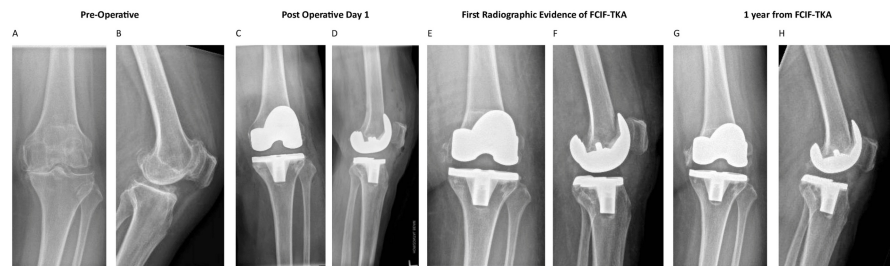 Pre-Operative
Post Operative Day 1
First Radiographic Evidence of FCIF-TKA
1 year from FCIF-TKA
A
B
C
D
E
F
G
H